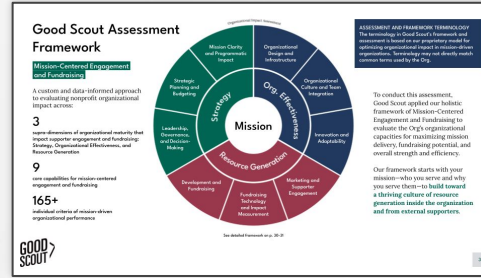 Organizational Impact Assessment
Good Scout Assessment
Framework
Mission-Centered Engagement
and Fundraising
A custom and data-informed approach
to evaluating nonprofit organizational
impact across:
3
supra-dimensions of organizational maturity that
impact supporter engagement and fundraising:
Strategy, Organizational Effectiveness, and
Resource Generation
9
core capabilities for mission-centered
engagement and fundraising
165+
individual criteria of mission-driven
organizational performance
GOOD
SCOUT
Mission Clarity
and Programmatic
Impact
Organizational
Design and
Infrastructure
Strategic
Planning and
Budgeting
Organizational
Culture and Team
Integration
Leadership,
Governance,
and Decision-
Making
Innovation and
Adaptability
Strategy
Org. Effectiveness
Mission
Resource Generation
Development and
Fundraising
Fundraising
Technology
and Impact
Measurement
Marketing and
Supporter
Engagement
See detailed framework on p. 20-21
ASSESSMENT AND FRAMEWORK TERMINOLOGY
The terminology in Good Scout's framework and
assessment is based on our proprietary model for
optimizing organizational impact in mission-driven
organizations. Terminology may not directly match
common terms used by the Org.
To conduct this assessment,
Good Scout applied our holistic
framework of Mission-Centered
Engagement and Fundraising to
evaluate the Org's organizational
capacities for maximizing mission
delivery, fundraising potential, and
overall strength and efficiency.
Our framework starts with your
mission—who you serve and why
you serve them—to build toward
a thriving culture of resource
generation inside the organization
and from external supporters.